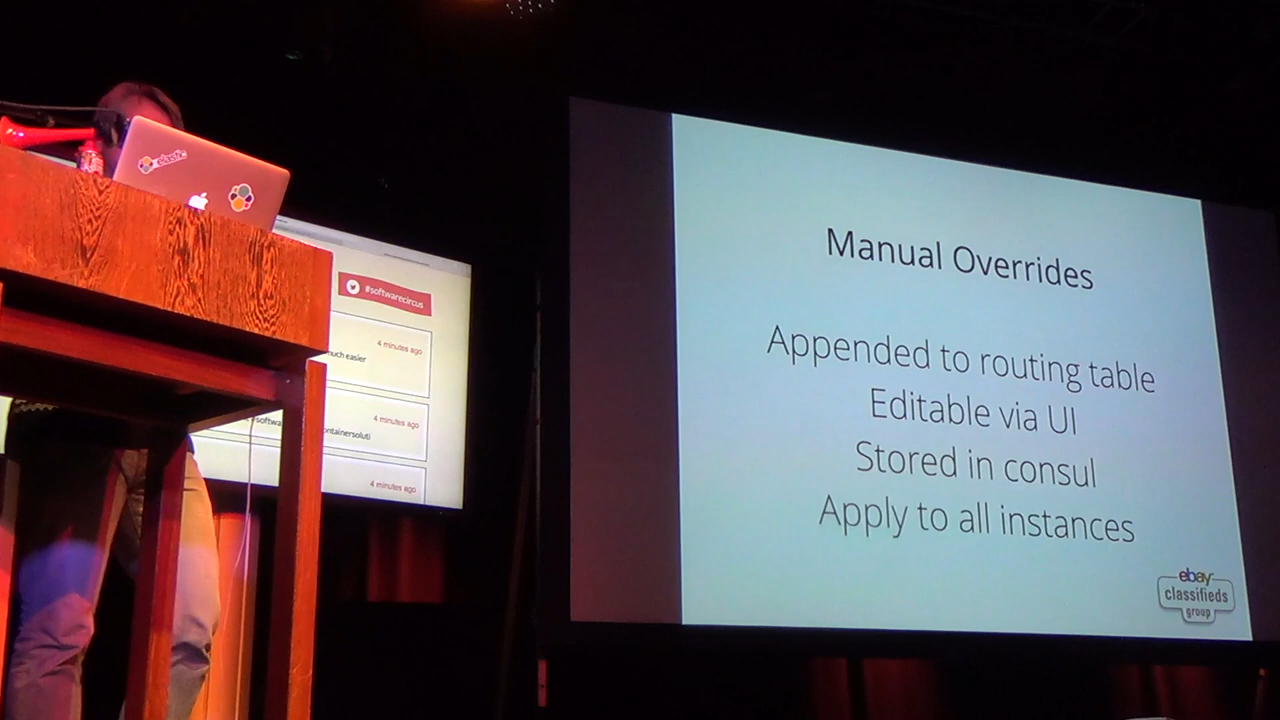 elastic
#softwarecircus
4 minutes ago
much easier
4 minutes ago
4 minutes ago
Manual Overrides
Appended to routing table
Editable via UI
Stored in consul
Apply to all instances
ebay
classifieds
group